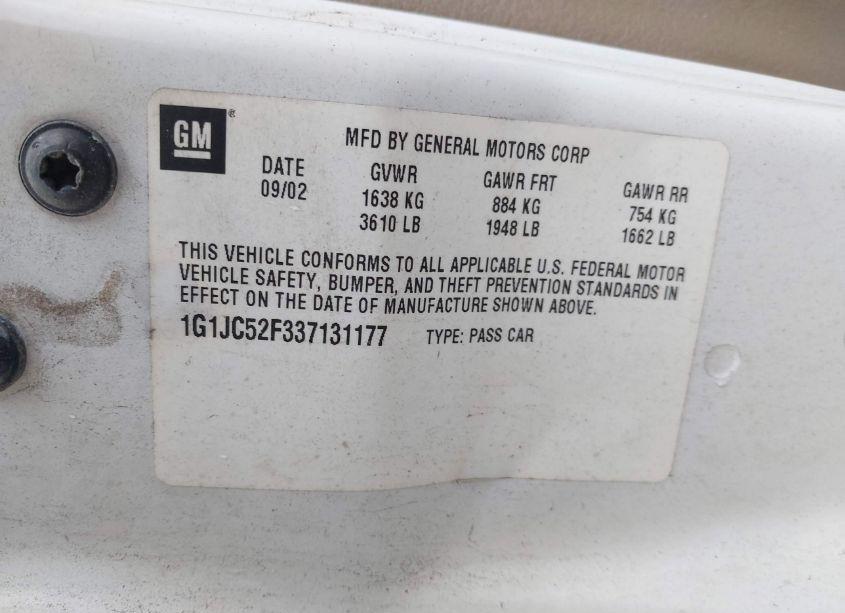 GM ®
MFD BY GENERAL MOTORS CORP
DATE GVWR GAWR FRT GAWR RR
09/02 1638 KG 884 KG 754 KG
3610 LB 1948 LB 1662 LB
THIS VEHICLE CONFORMS TO ALL APPLICABLE U.S. FEDERAL MOTOR
VEHICLE SAFETY, BUMPER, AND THEFT PREVENTION STANDARDS IN
EFFECT ON THE DATE OF MANUFACTURE SHOWN ABOVE.
1G1JC52F337131177 TYPE: PASS CAR